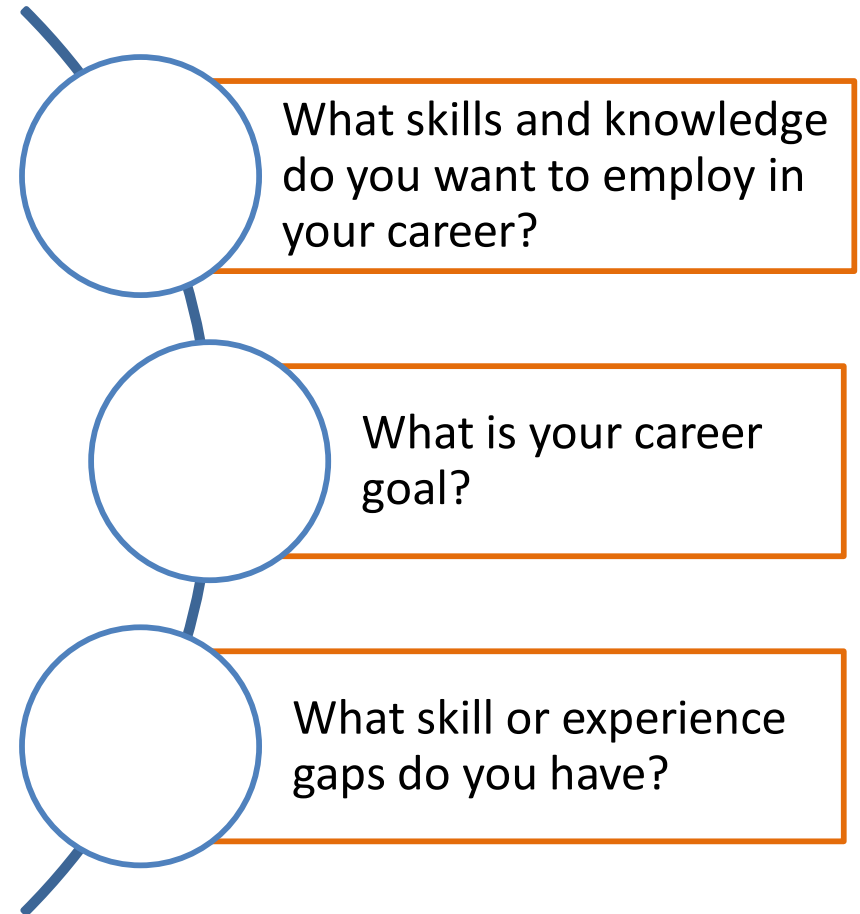 What skills and knowledge
do you want to employ in
your career?
What is your career
goal?
What skill or experience
gaps do you have?